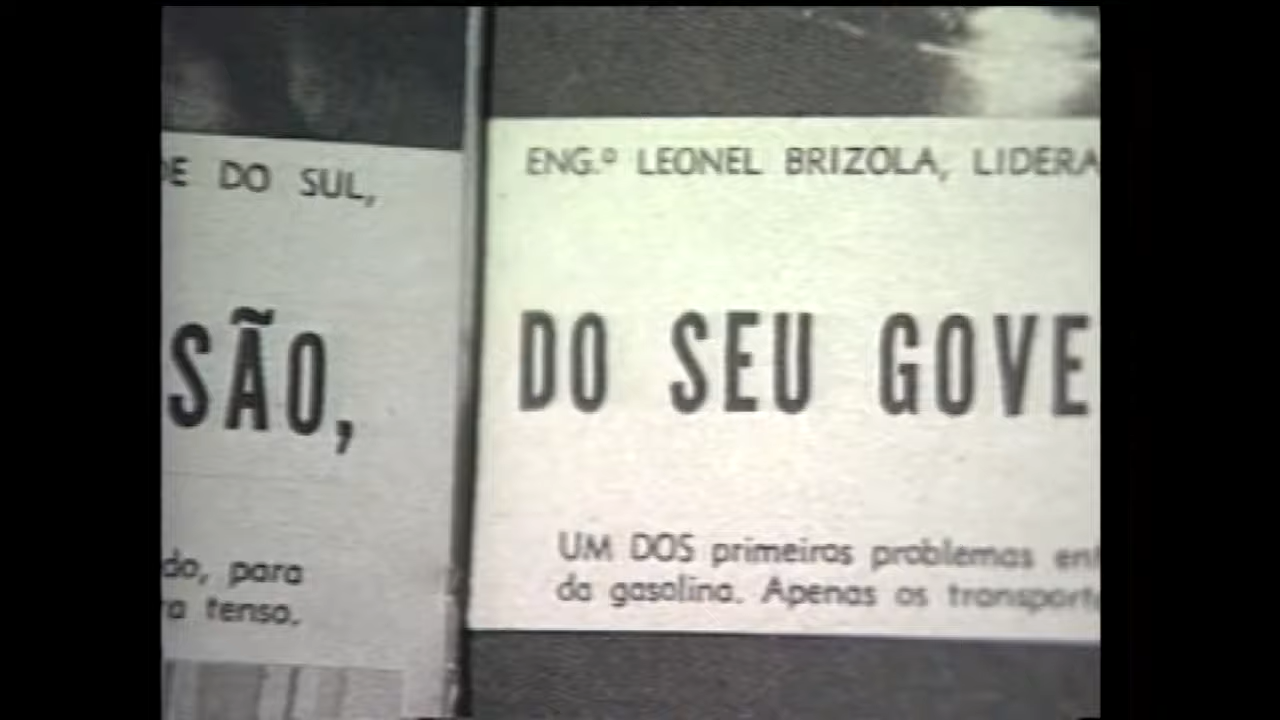 DE DO SUL,
SÃO,
do, para
a tenso.
ENG.º LEONEL BRIZOLA, LIDERA
DO SEU GOVE
UM DOS primeiros problemas en
da gasolina. Apenas os transport